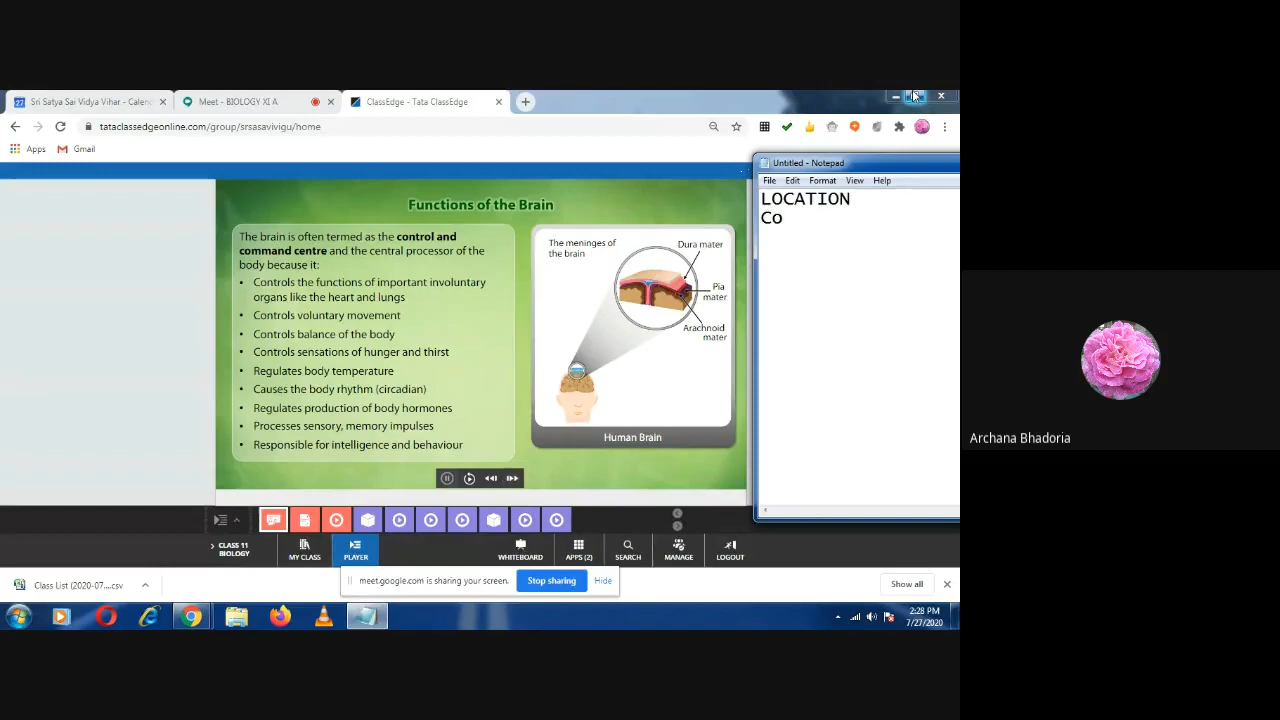 Sri Satya Sai Vidya Vihar - Calen
Meet - BIOLOGY XI A
ClassEdge - Tata ClassEdge
tataclassedgeonline.com/group/srsasavivigu/home
Apps
Gmail
Functions of the Brain
The brain is often termed as the control and
command centre and the central processor of the
body because it:
• Controls the functions of important involuntary
organs like the heart and lungs
• Controls voluntary movement
• Controls balance of the body
• Controls sensations of hunger and thirst
• Regulates body temperature
• Causes the body rhythm (circadian)
• Regulates production of body hormones
• Processes sensory, memory impulses
• Responsible for intelligence and behaviour
The meninges of
the brain
Dura mater
Pia
mater
Arachnoid
mater
Human Brain
Untitled - Notepad
File Edit Format View Help
LOCATION
Co
Archana Bhadoria
CLASS 11
BIOLOGY
MY CLASS
PLAYER
WHITEBOARD
APPS (2)
SEARCH
MANAGE
LOGOUT
Class List (2020-07....csv
meet.google.com is sharing your screen.
Stop sharing
Hide
Show all
2:28 PM
7/27/2020